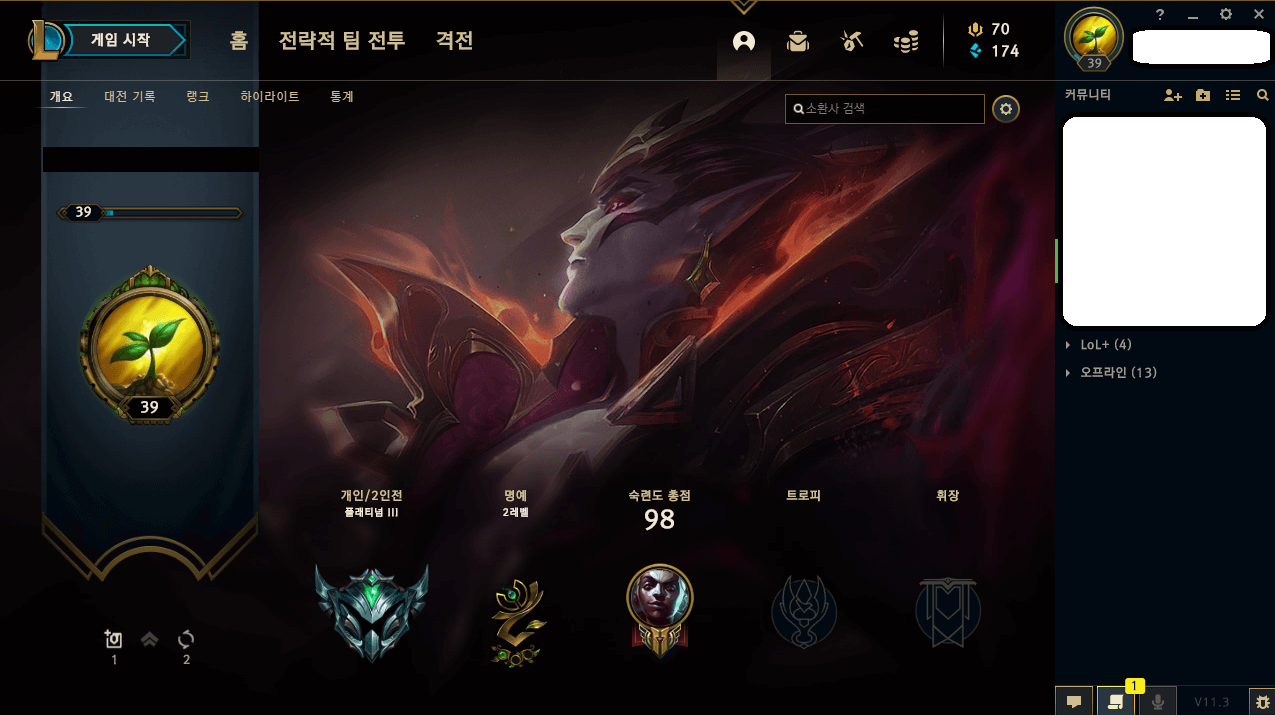 게임 시작
홈
전략적 팀 전투
격전
70
174
?
39
개요
대전 기록
랭크
하이라이트
통계
소환사 검색
커뮤니티
39
39
LoL+ (4)
오프라인 (13)
개인/2인전
플래티넘 III
명예
2레벨
숙련도 총점
98
트로피
휘장
1
2
1
V11.3